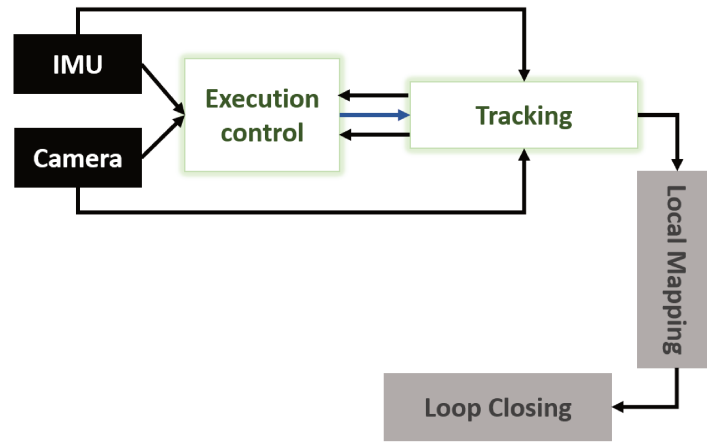 IMU
Execution
control
Tracking
Camera
Local Mapping
Loop Closing